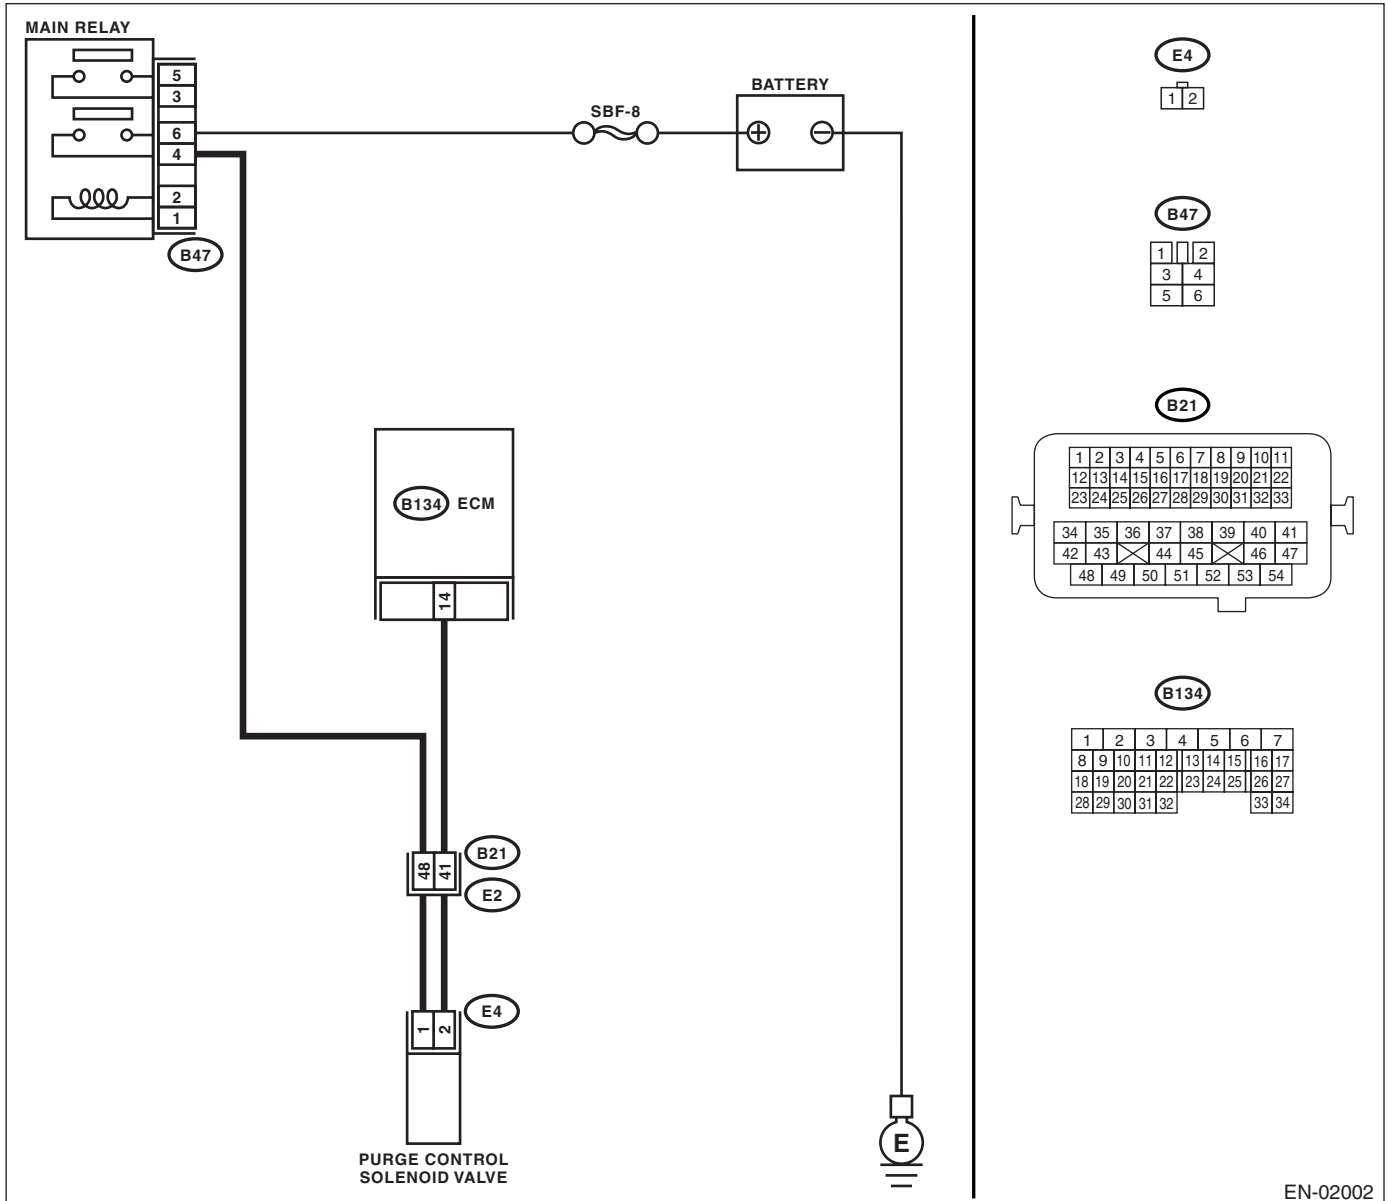 MAIN RELAY
5
3
6
4
2
1
B47
SBF-8
BATTERY
+ −
B134 ECM
14
48 41
B21
E2
1 2
E4
PURGE CONTROL
SOLENOID VALVE
E
E4
1 2
B47
1 2
3 4
5 6
B21
1 2 3 4 5 6 7 8 9 10 11
12 13 14 15 16 17 18 19 20 21 22
23 24 25 26 27 28 29 30 31 32 33
34 35 36 37 38 39 40 41
42 43 44 45 46 47
48 49 50 51 52 53 54
B134
1 2 3 4 5 6 7
8 9 10 11 12 13 14 15 16 17
18 19 20 21 22 23 24 25 26 27
28 29 30 31 32 33 34
EN-02002